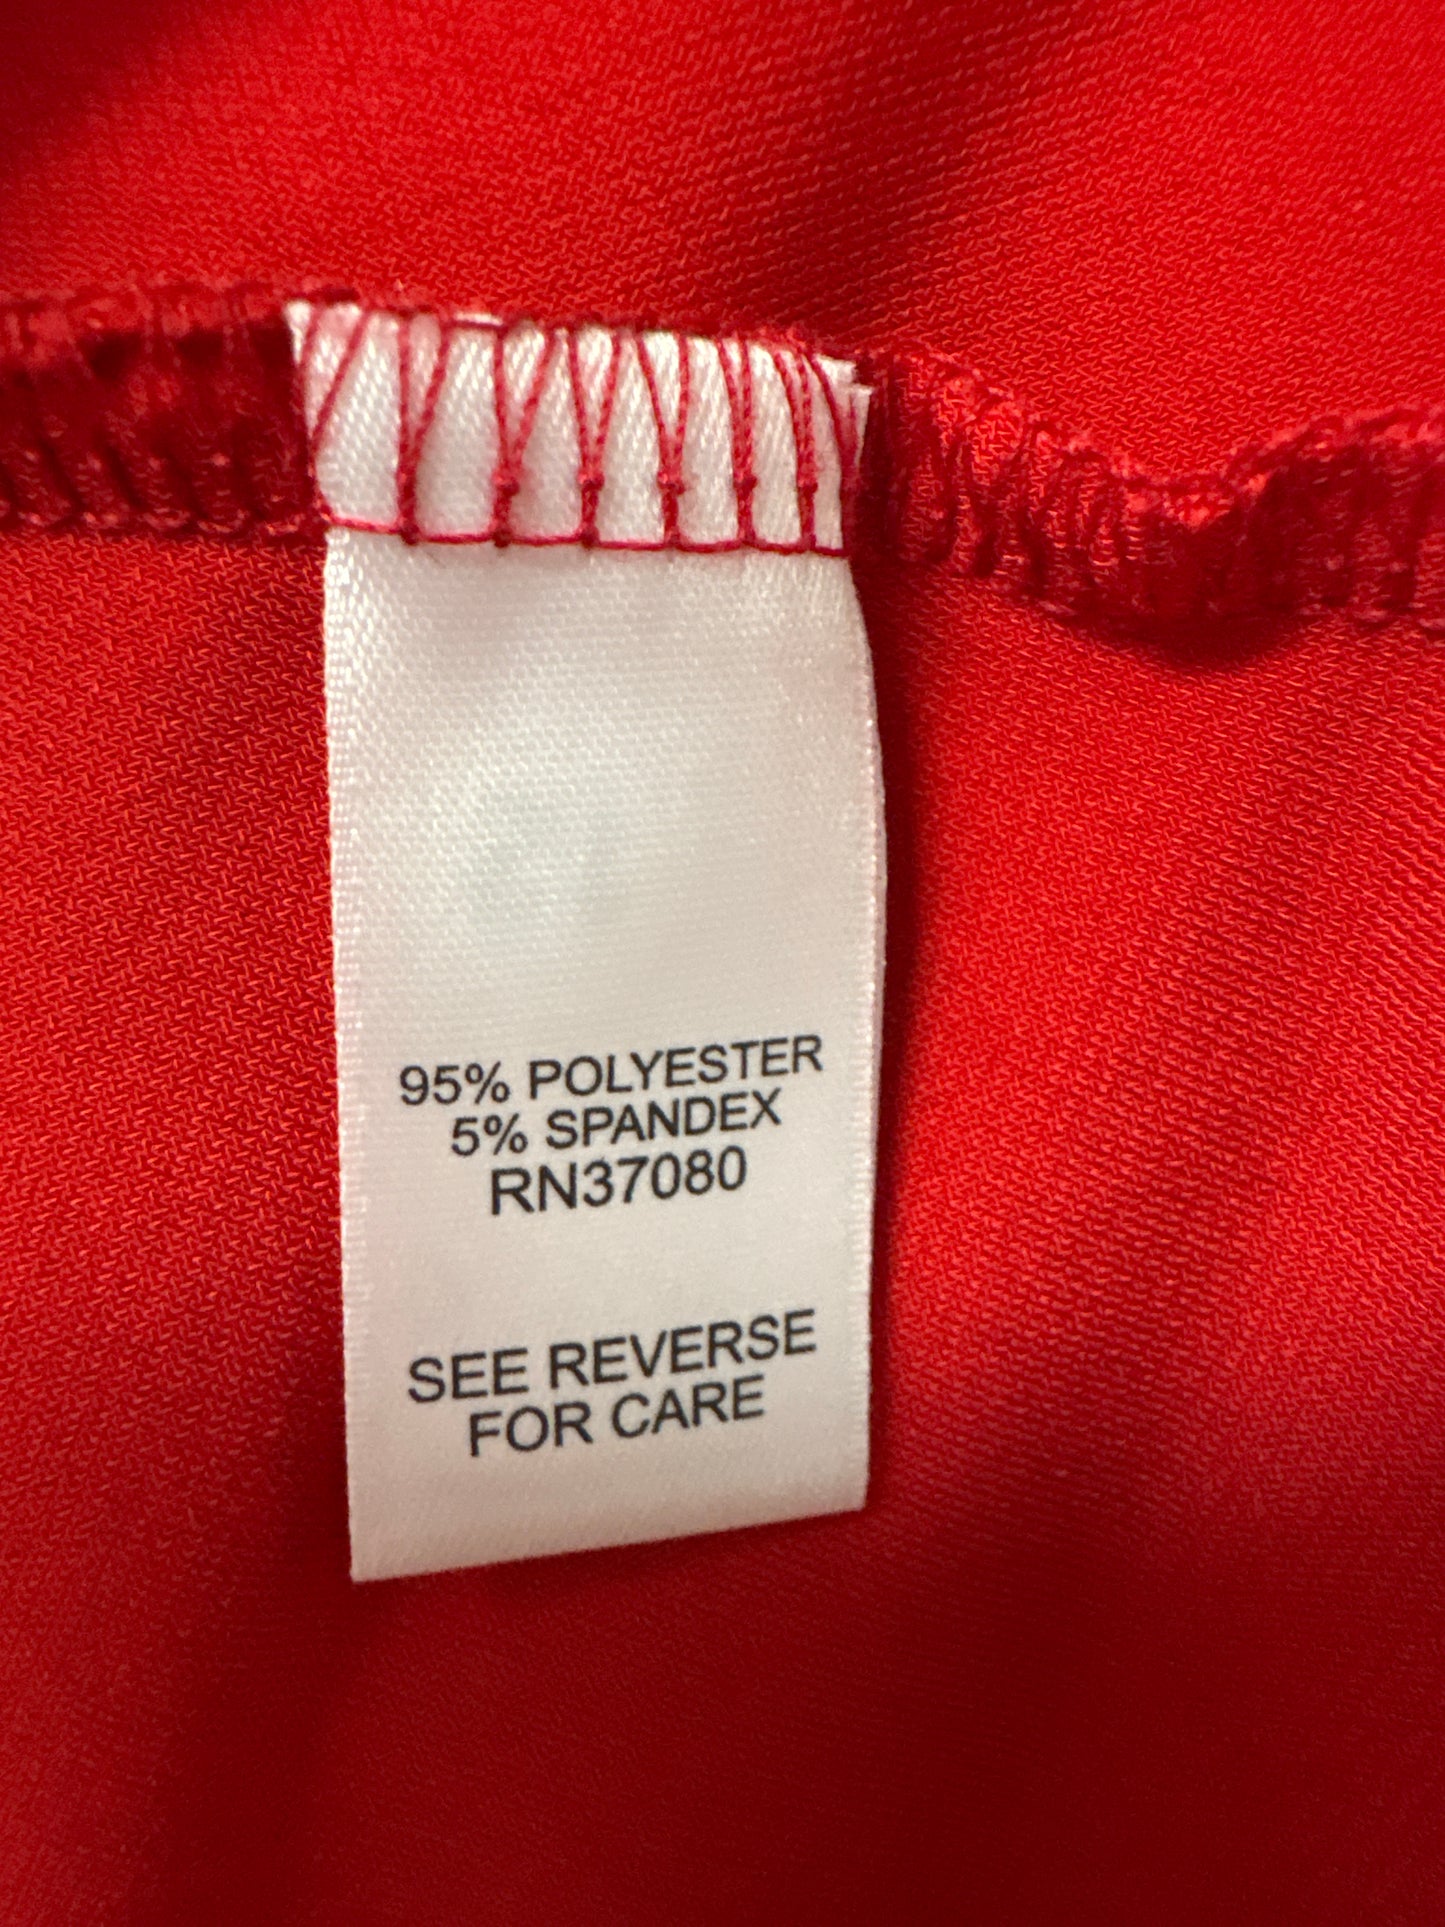 95% POLYESTER
5% SPANDEX
RN37080
SEE REVERSE
FOR CARE